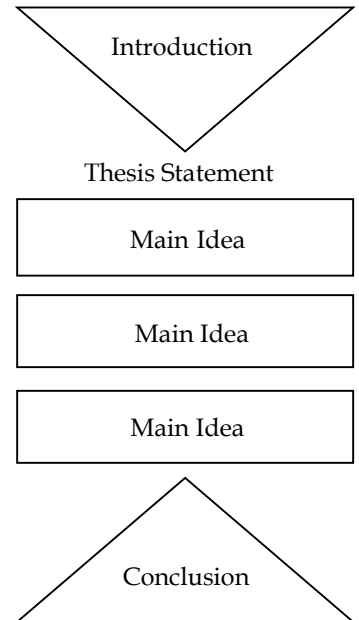 Introduction
Thesis Statement
Main Idea
Main Idea
Main Idea
Conclusion